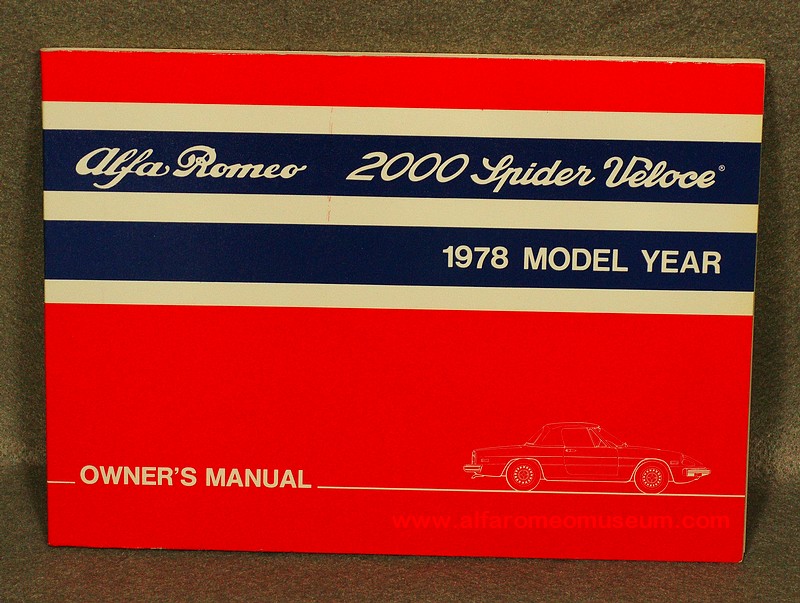 Alfa Romeo 2000 Spider Veloce®
1978 MODEL YEAR
OWNER'S MANUAL
www.alfaromeomuseum.com